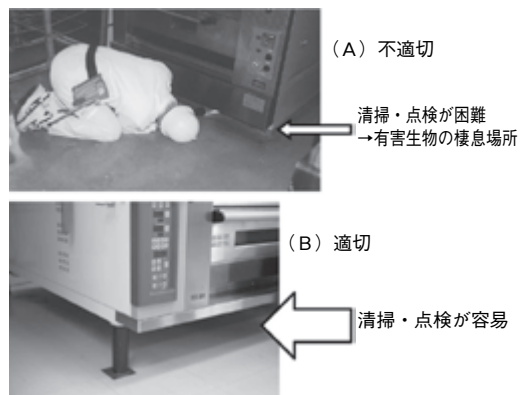 （A）不適切
清掃・点検が困難
→有害生物の棲息場所
（B）適切
清掃・点検が容易